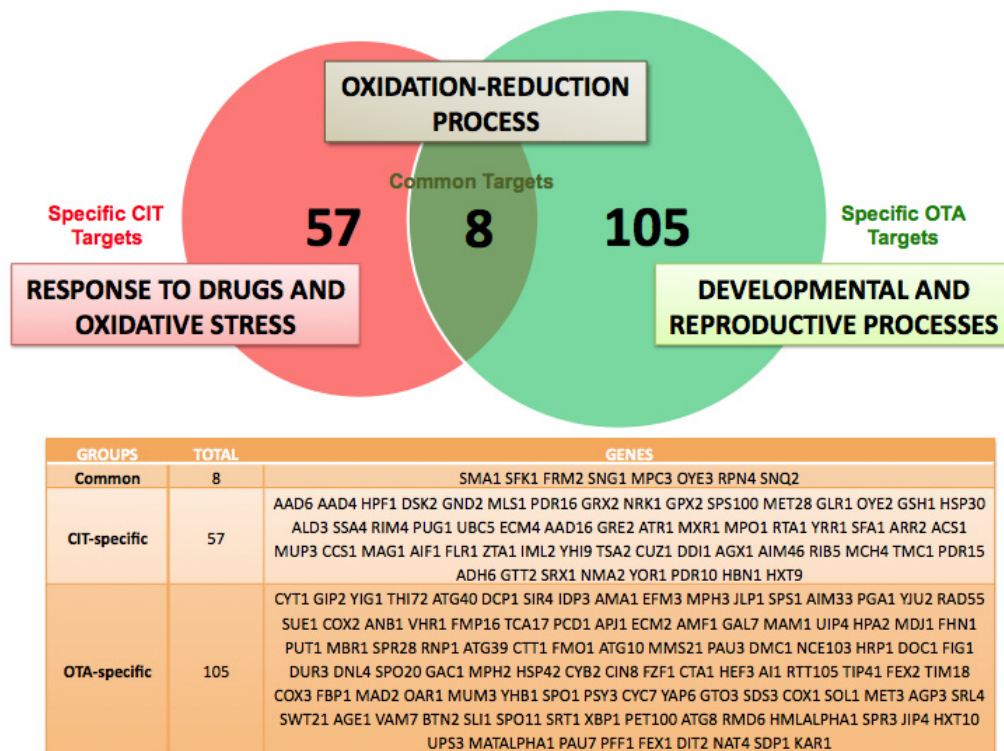 OXIDATION-REDUCTION
PROCESS
Common Targets
Specific CIT
Targets
57
8
105
Specific OTA
Targets
RESPONSE TO DRUGS AND
OXIDATIVE STRESS
DEVELOPMENTAL AND
REPRODUCTIVE PROCESSES
GROUPS TOTAL GENES
Common 8 SMA1 SFK1 FRM2 SNG1 MPC3 OYE3 RPN4 SNQ2
AAD6 AAD4 HPF1 DSK2 GND2 MLS1 PDR16 GRX2 NRK1 GPX2 SPS100 MET28 GLR1 OYE2 GSH1 HSP30
ALD3 SSA4 RIM4 PUG1 UBC5 ECM4 AAD16 GRE2 ATR1 MXR1 MPO1 RTA1 YRR1 SFA1 ARR2 ACS1
CIT-specific 57
MUP3 CCS1 MAG1 AIF1 FLR1 ZTA1 IML2 YHI9 TSA2 CUZ1 DDI1 AGX1 AIM46 RIB5 MCH4 TMC1 PDR15
ADH6 GTT2 SRX1 NMA2 YOR1 PDR10 HBN1 HXT9
CYT1 GIP2 YIG1 THI72 ATG40 DCP1 SIR4 IDP3 AMA1 EFM3 MPH3 JLP1 SPS1 AIM33 PGA1 YJU2 RAD55
SUE1 COX2 ANB1 VHR1 FMP16 TCA17 PCD1 APJ1 ECM2 AMF1 GAL7 MAM1 UIP4 HPA2 MDJ1 FHN1
PUT1 MBR1 SPR28 RNP1 ATG39 CTT1 FMO1 ATG10 MMS21 PAU3 DMC1 NCE103 HRP1 DOC1 FIG1
OTA-specific 105 DUR3 DNL4 SPO20 GAC1 MPH2 HSP42 CYB2 CIN8 FZF1 CTA1 HEF3 AI1 RTT105 TIP41 FEX2 TIM18
COX3 FBP1 MAD2 OAR1 MUM3 YHB1 SPO1 PSY3 CYC7 YAP6 GTO3 SDS3 COX1 SOL1 MET3 AGP3 SRL4
SWT21 AGE1 VAM7 BTN2 SLI1 SPO11 SRT1 XBP1 PET100 ATG8 RMD6 HMLALPHA1 SPR3 JIP4 HXT10
UPS3 MATALPHA1 PAU7 PFF1 FEX1 DIT2 NAT4 SDP1 KAR1